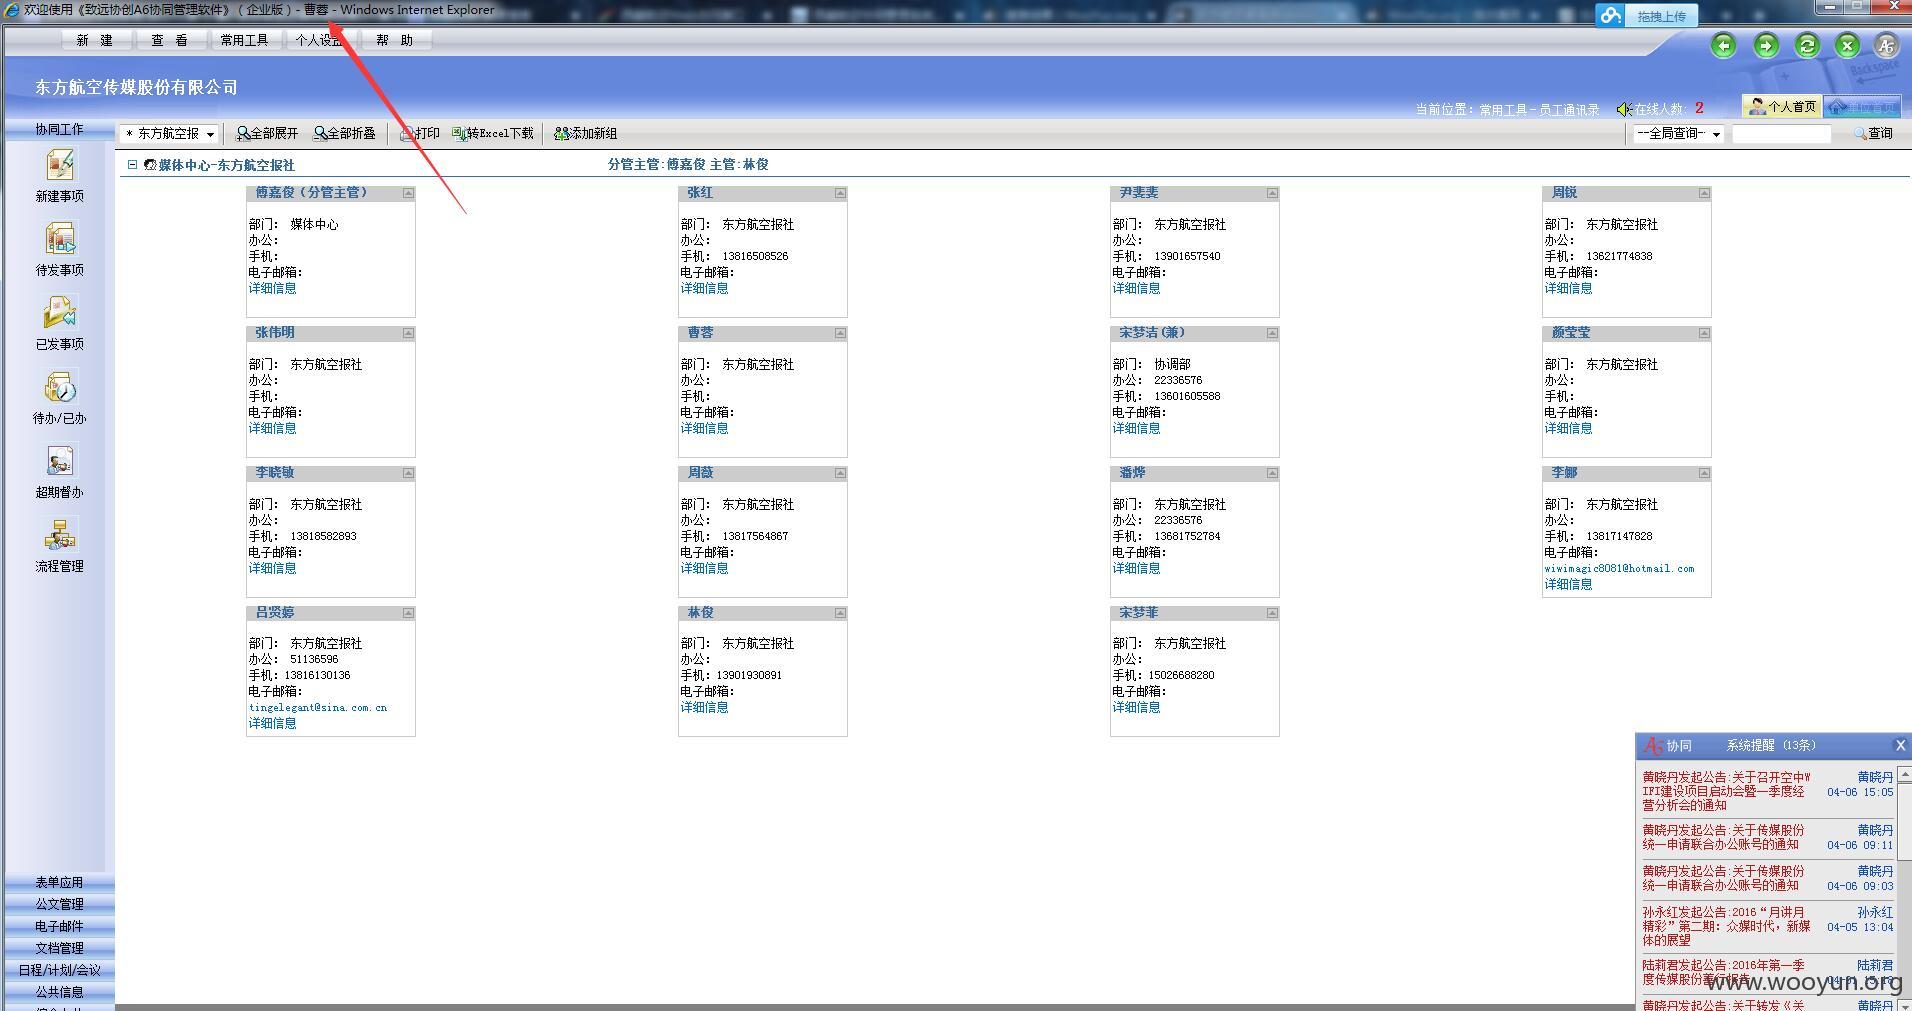 欢迎使用《致远协创A6协同管理软件》（企业版）- 曹蓉 - Windows Internet Explorer
拖拽上传
新 建 查 看 常用工具 个人设置 帮 助
东方航空传媒股份有限公司
当前位置：常用工具-员工通讯录 在线人数：2 个人首页 单位首页
协同工作 * 东方航空报 全部展开 全部折叠 打印 转Excel下载 添加新组 --全局查询-- 查询
媒体中心-东方航空报社 分管主管:傅嘉俊 主管:林俊
新建事项
待发事项
已发事项
待办/已办
超期督办
流程管理
表单应用
公文管理
电子邮件
文档管理
日程/计划/会议
公共信息
傅嘉俊（分管主管） 张红 尹斐斐 周锐
部门： 媒体中心 部门： 东方航空报社 部门： 东方航空报社 部门： 东方航空报社
办公： 办公： 办公： 办公：
手机： 手机： 13816508526 手机： 13901657540 手机： 13621774838
电子邮箱： 电子邮箱： 电子邮箱： 电子邮箱：
详细信息 详细信息 详细信息 详细信息
张伟明 曹蓉 宋梦洁(兼) 颜莹莹
部门： 东方航空报社 部门： 东方航空报社 部门： 协调部 部门： 东方航空报社
办公： 办公： 办公： 22336576 办公：
手机： 手机： 手机： 13601605588 手机：
电子邮箱： 电子邮箱： 电子邮箱： 电子邮箱：
详细信息 详细信息 详细信息 详细信息
李晓敏 周薇 潘烨 李娜
部门： 东方航空报社 部门： 东方航空报社 部门： 东方航空报社 部门： 东方航空报社
办公： 办公： 办公： 22336576 办公：
手机： 13818582893 手机： 13817564867 手机： 13681752784 手机： 13817147828
电子邮箱： 电子邮箱： 电子邮箱： 电子邮箱：
wiwimagic8081@hotmail.com
详细信息 详细信息 详细信息 详细信息
吕贤婷 林俊 宋梦菲
部门： 东方航空报社 部门： 东方航空报社 部门： 东方航空报社
办公： 51136596 办公： 办公：
手机：13816130136 手机：13901930891 手机：15026688280
电子邮箱： 电子邮箱： 电子邮箱：
tingelegant@sina.com.cn
详细信息 详细信息 详细信息
A6协同 系统提醒 (13条) X
黄晓丹发起公告:关于召开空中W 黄晓丹
IFI建设项目启动会暨一季度经 04-06 15:05
营分析会的通知
黄晓丹发起公告:关于传媒股份 黄晓丹
统一申请联合办公账号的通知 04-06 09:11
黄晓丹发起公告:关于传媒股份 黄晓丹
统一申请联合办公账号的通知 04-06 09:03
孙永红发起公告:2016“月讲月 孙永红
精彩”第二期：众媒时代，新媒 04-05 13:04
体的展望
陆莉君发起公告:2016年第一季 陆莉君
度传媒股份善行报告
www.wooyun.org
黄晓丹发起公告:关于转发《关 黄晓丹